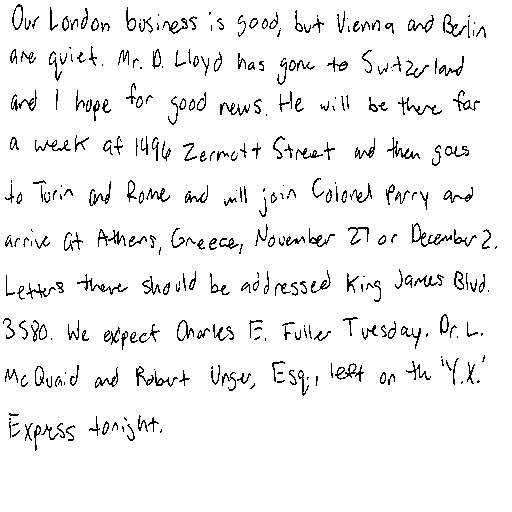 Our London business is good, but Vienna and Berlin
are quiet. Mr. D. Lloyd has gone to Switzerland
and I hope for good news. He will be there for
a week at 1496 Zermott Street and then goes
to Turin and Rome and will join Colonel Parry and
arrive at Athens, Greece, November 27 or December 2.
Letters there should be addressed King James Blvd.
3580. We expect Charles E. Fuller Tuesday. Dr. L.
McQuaid and Robert Unger, Esq., left on the "Y.X."
Express tonight.